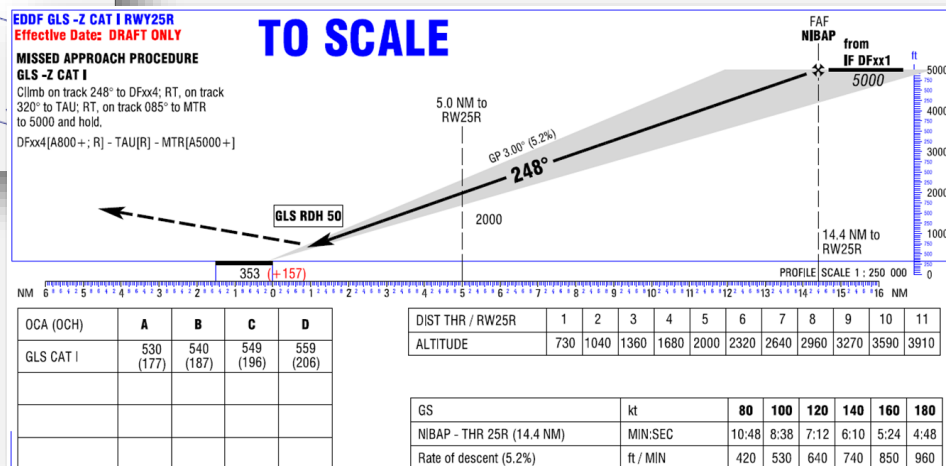 EDDF GLS -Z CAT I RWY25R
Effective Date: DRAFT ONLY
TO SCALE
MISSED APPROACH PROCEDURE
GLS -Z CAT I
Climb on track 248° to DFxx4; RT, on track
320° to TAU; RT, on track 085° to MTR
to 5000 and hold.
DFxx4[A800+; R] - TAU[R] - MTR[A5000+]
FAF
NIBAP
from
IF DFxx1
5000
5.0 NM to
RW25R
GP 3.00° (5.2%)
248°
GLS RDH 50
2000
14.4 NM to
RW25R
353 (+157)
PROFILE SCALE 1 : 250 000
ft
5000
4000
3000
2000
1000
0
NM 6 5 4 3 2 1 0 1 2 3 4 5 6 7 8 9 10 11 12 13 14 15 16 NM
OCA (OCH) A B C D
GLS CAT I 530 540 549 559
(177) (187) (196) (206)
DIST THR / RW25R 1 2 3 4 5 6 7 8 9 10 11
ALTITUDE 730 1040 1360 1680 2000 2320 2640 2960 3270 3590 3910
GS kt 80 100 120 140 160 180
NIBAP - THR 25R (14.4 NM) MIN:SEC 10:48 8:38 7:12 6:10 5:24 4:48
Rate of descent (5.2%) ft / MIN 420 530 640 740 850 960